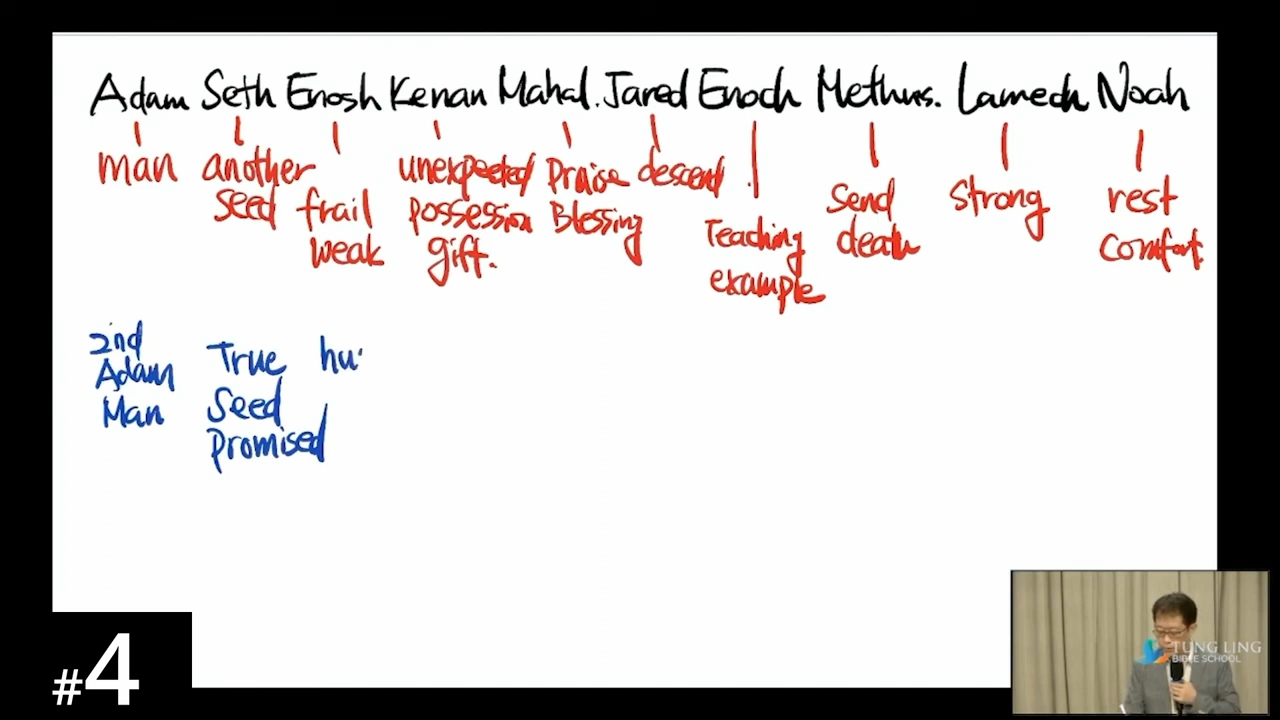 Adam Seth Enosh Kenan Mahal. Jared Enoch Methus. Lamech Noah
man
another
seed
frail
weak
unexpected
possession
gift.
Praise
Blessing
descend
Teaching
example
send
death
strong
rest
comfort.
2nd
Adam
Man
True
Seed
promised
hu
#4
TUNG LING
BIBLE SCHOOL